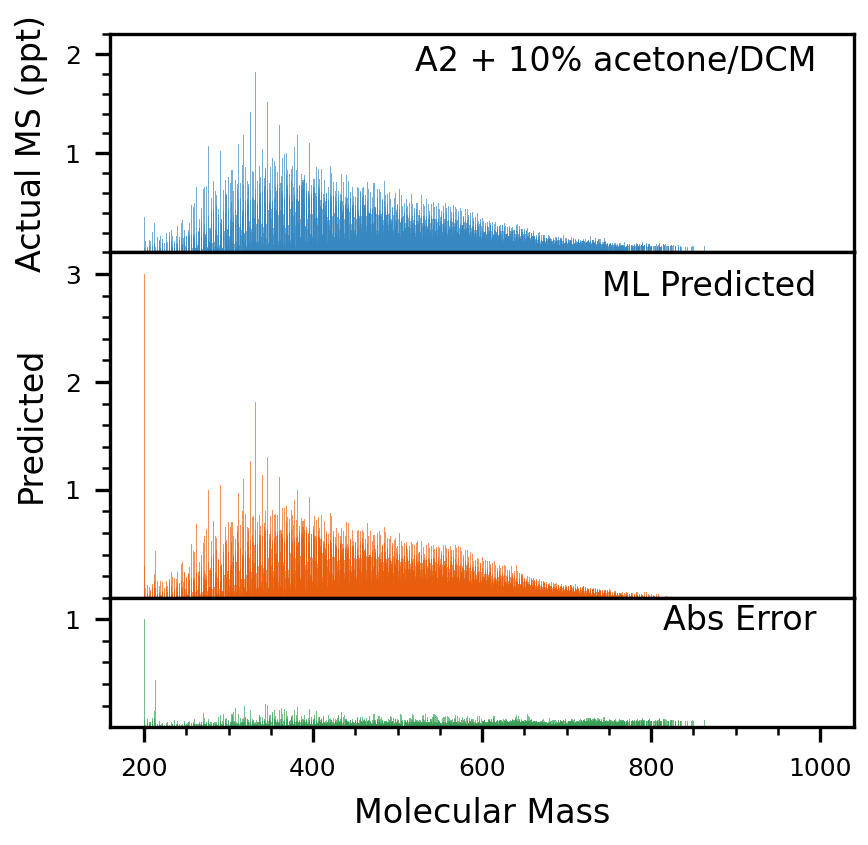 Actual MS (ppt)
2
1
A2 + 10% acetone/DCM
Predicted
3
2
1
ML Predicted
1
Abs Error
200 400 600 800 1000
Molecular Mass